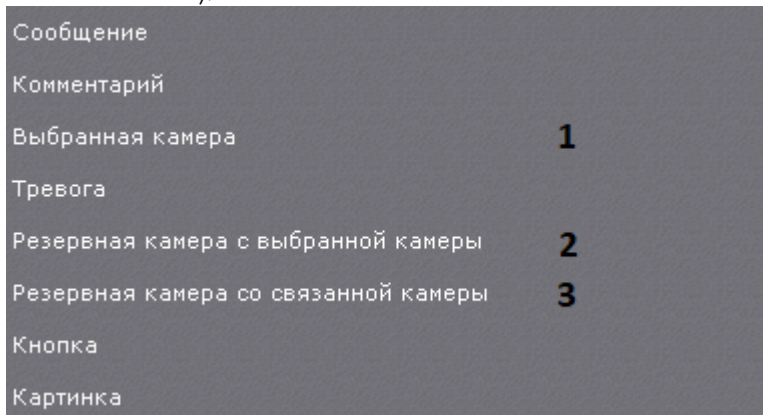 Сообщение
Комментарий
Выбранная камера 1
Тревога
Резервная камера с выбранной камеры 2
Резервная камера со связанной камеры 3
Кнопка
Картинка